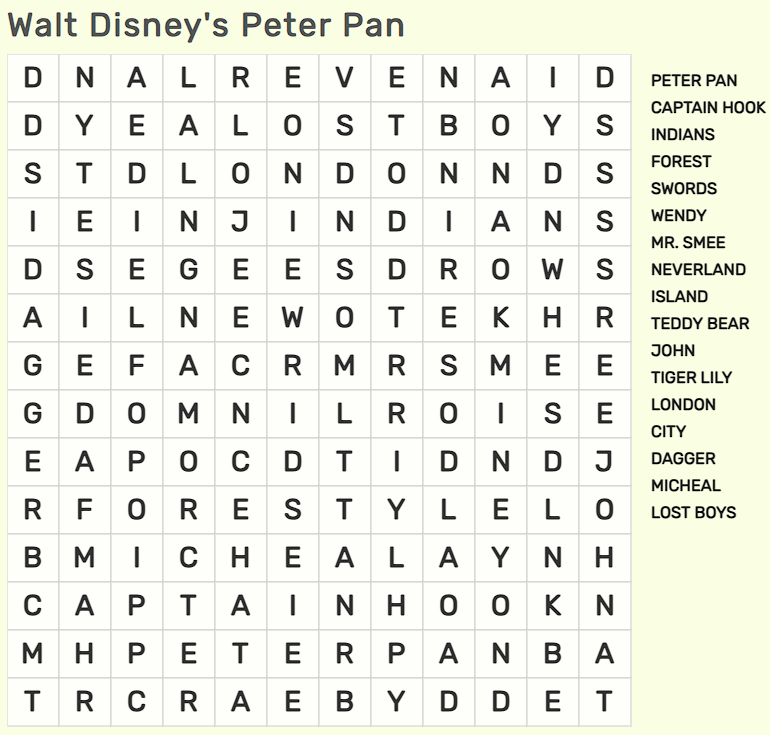 Walt Disney's Peter Pan
D N A L R E V E N A I D
D Y E A L O S T B O Y S
S T D L O N D O N N D S
I E I N J I N D I A N S
D S E G E E S D R O W S
A I L N E W O T E K H R
G E F A C R M R S M E E
G D O M N I L R O I S E
E A P O C D T I D N D J
R F O R E S T Y L E L O
B M I C H E A L A Y N H
C A P T A I N H O O K N
M H P E T E R P A N B A
T R C R A E B Y D D E T
PETER PAN
CAPTAIN HOOK
INDIANS
FOREST
SWORDS
WENDY
MR. SMEE
NEVERLAND
ISLAND
TEDDY BEAR
JOHN
TIGER LILY
LONDON
CITY
DAGGER
MICHEAL
LOST BOYS